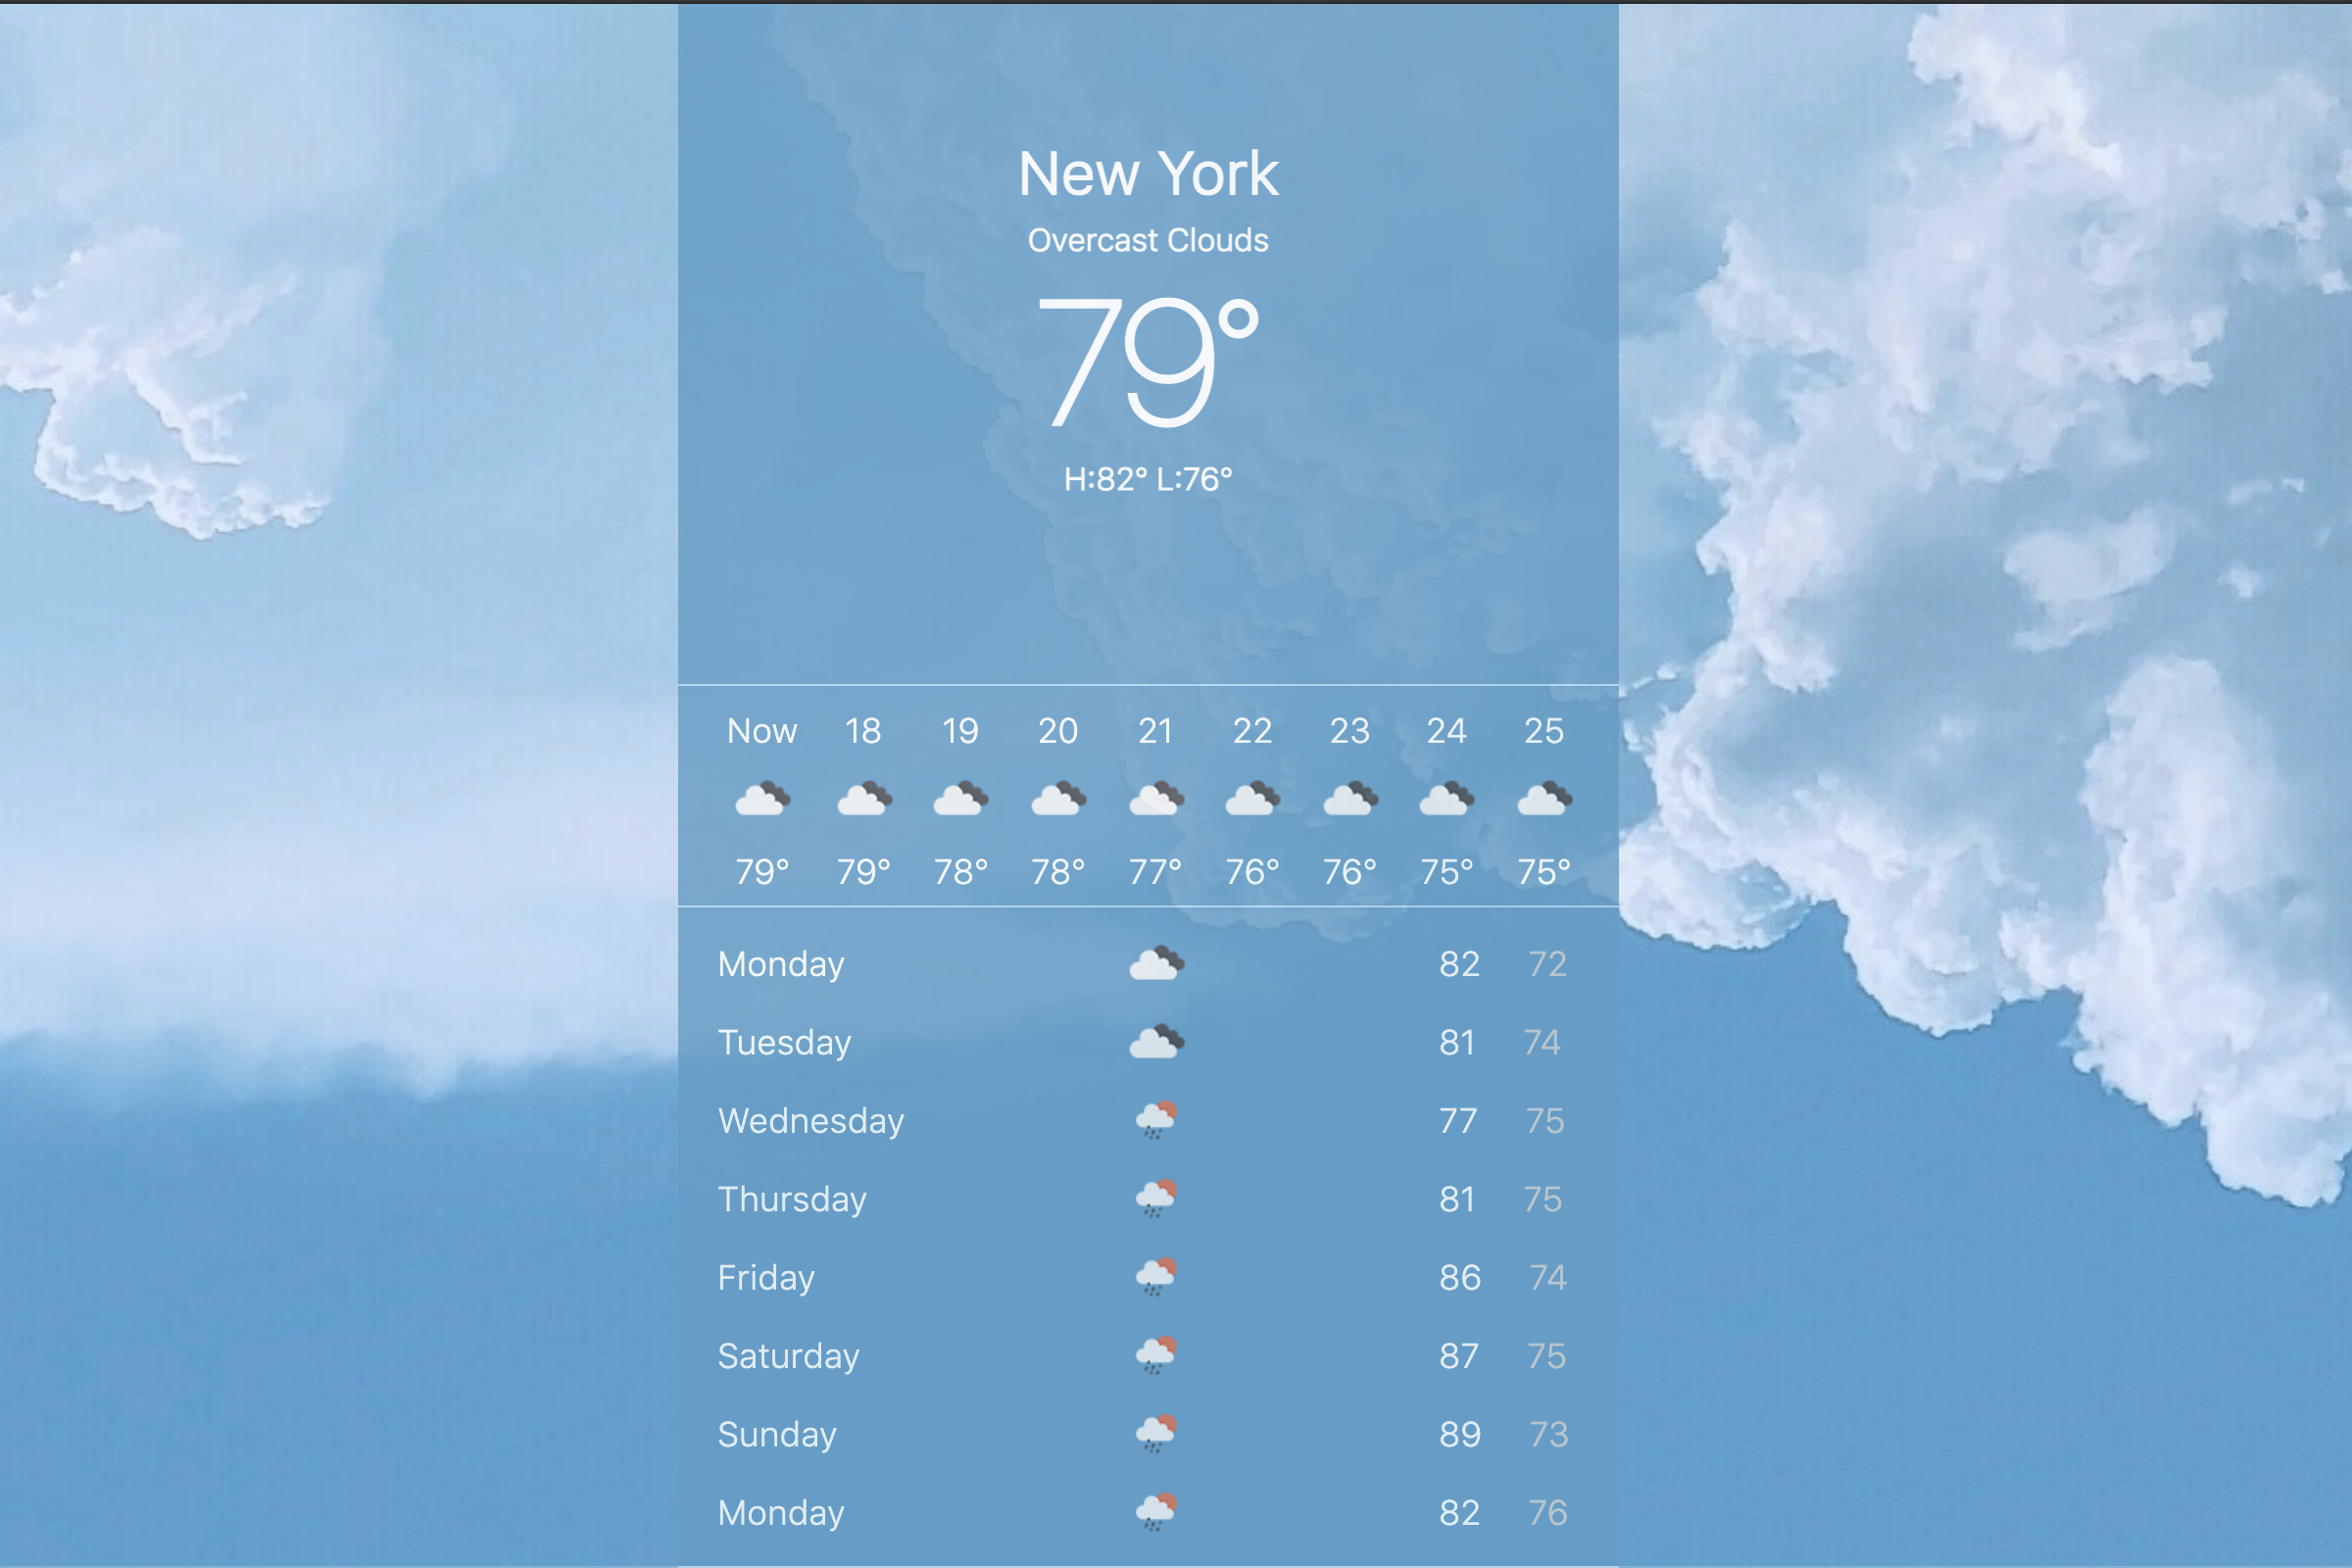 New York
Overcast Clouds
79°
H:82° L:76°
Now 18 19 20 21 22 23 24 25
79° 79° 78° 78° 77° 76° 76° 75° 75°
Monday 82 72
Tuesday 81 74
Wednesday 77 75
Thursday 81 75
Friday 86 74
Saturday 87 75
Sunday 89 73
Monday 82 76